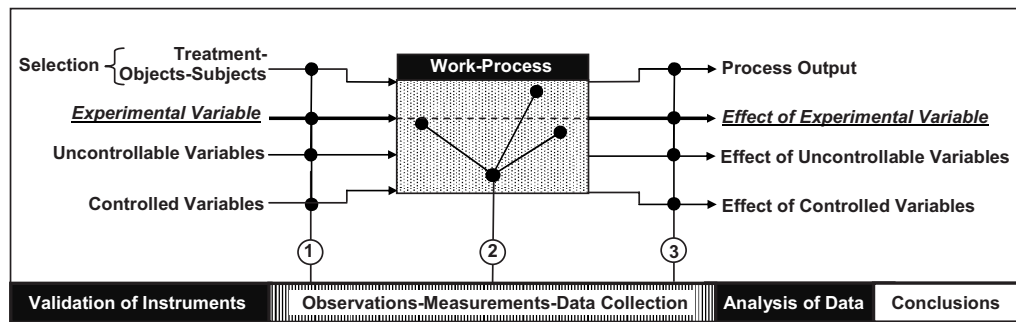 Selection
Treatment-
Objects-Subjects
Work-Process
Process Output
Experimental Variable
Effect of Experimental Variable
Uncontrollable Variables
Effect of Uncontrollable Variables
Controlled Variables
Effect of Controlled Variables
1
2
3
Validation of Instruments
Observations-Measurements-Data Collection
Analysis of Data
Conclusions